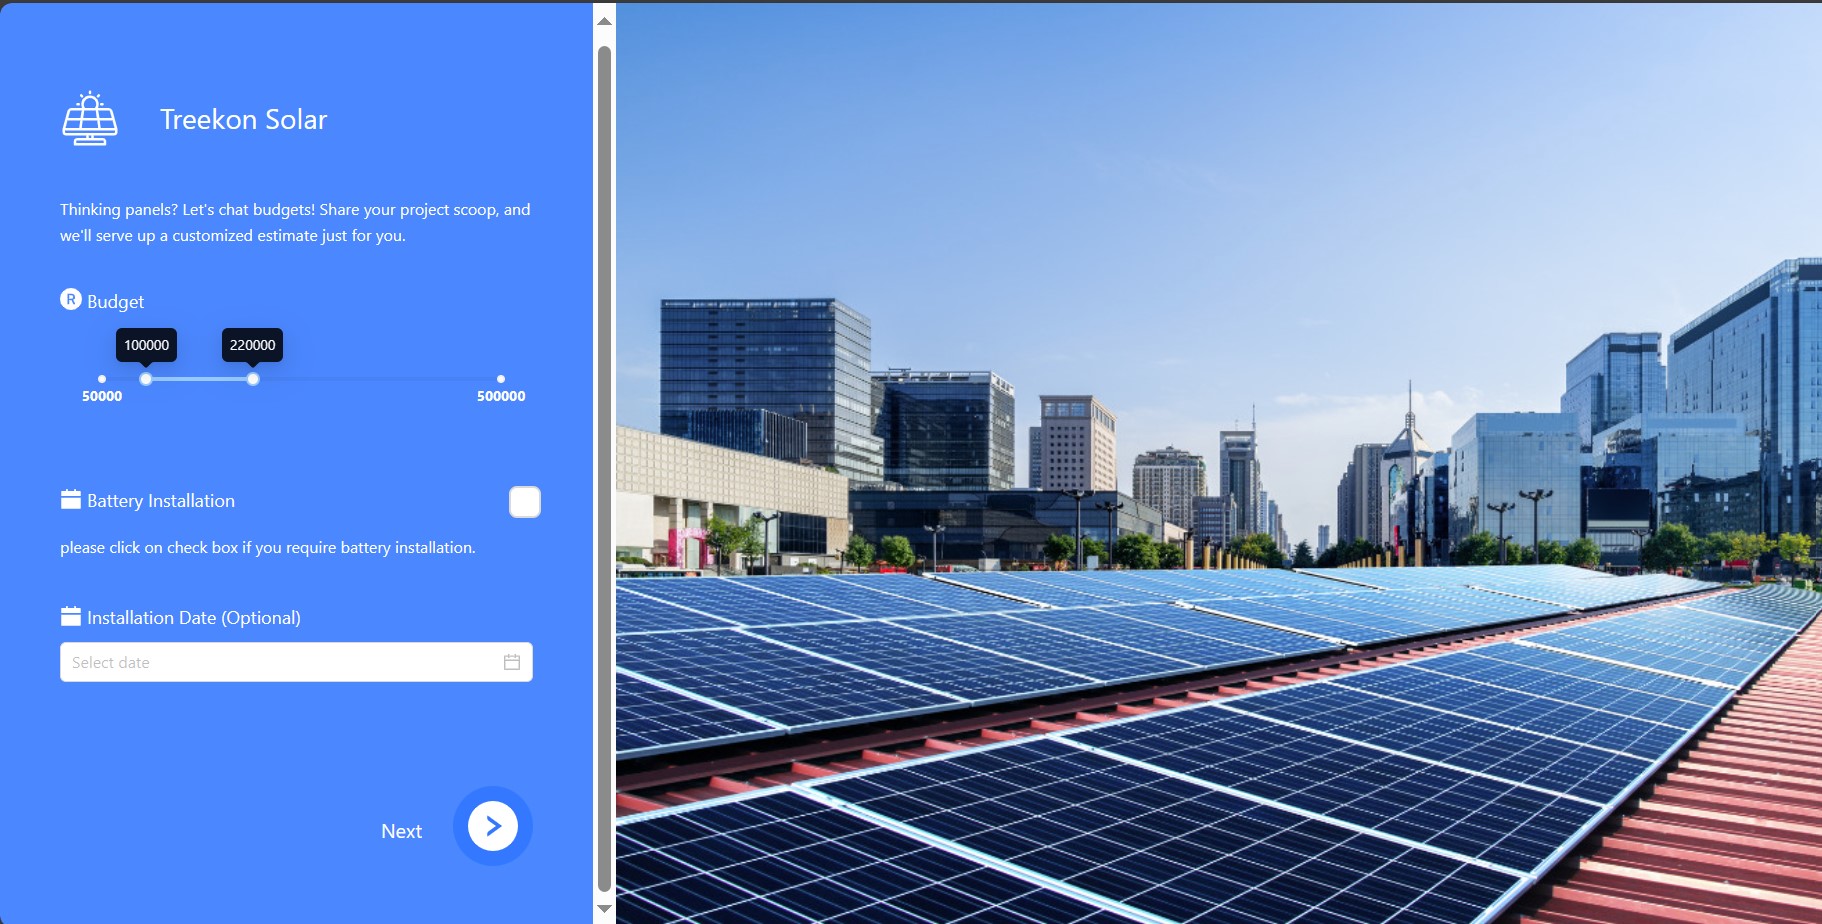 Treekon Solar
Thinking panels? Let's chat budgets! Share your project scoop, and
we'll serve up a customized estimate just for you.
R Budget
100000 220000
50000 500000
Battery Installation
please click on check box if you require battery installation.
Installation Date (Optional)
Select date
Next